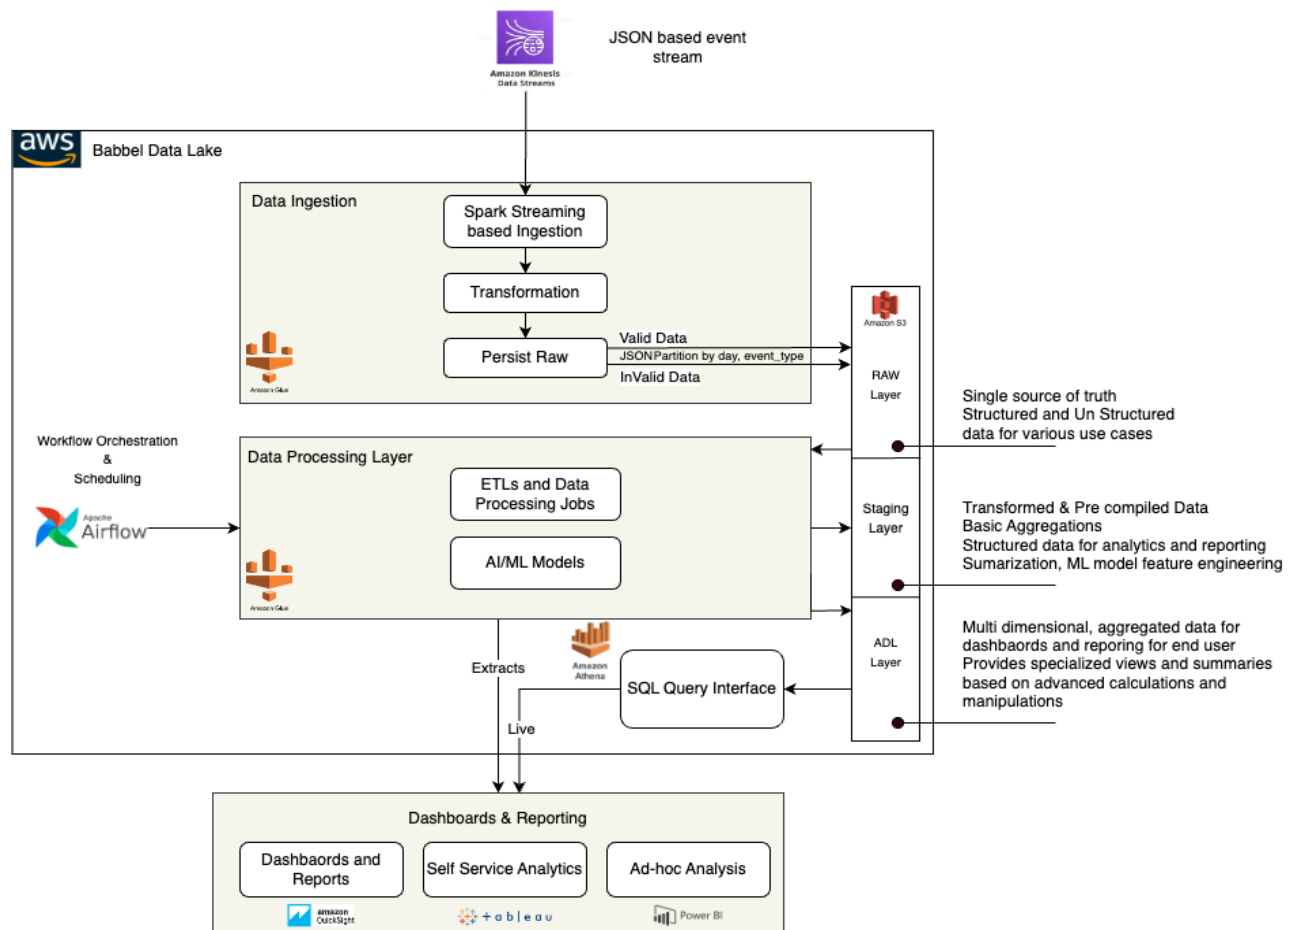 JSON based event
stream
Amazon Kinesis
Data Streams
aws
Babbel Data Lake
Data Ingestion
Spark Streaming
based Ingestion
Transformation
Persist Raw
Valid Data
JSON Partition by day, event_type
InValid Data
Amazon Glue
Amazon S3
RAW
Layer
Single source of truth
Structured and Un Structured
data for various use cases
Workflow Orchestration
&
Scheduling
Apache
Airflow
Data Processing Layer
ETLs and Data
Processing Jobs
AI/ML Models
Amazon Glue
Staging
Layer
Transformed & Pre compiled Data
Basic Aggregations
Structured data for analytics and reporting
Sumarization, ML model feature engineering
ADL
Layer
Multi dimensional, aggregated data for
dashbaords and reporing for end user
Provides specialized views and summaries
based on advanced calculations and
manipulations
Extracts
Amazon
Athena
SQL Query Interface
Live
Dashboards & Reporting
Dashbaords and
Reports
Self Service Analytics
Ad-hoc Analysis
amazon
QuickSight
+ableau
Power BI